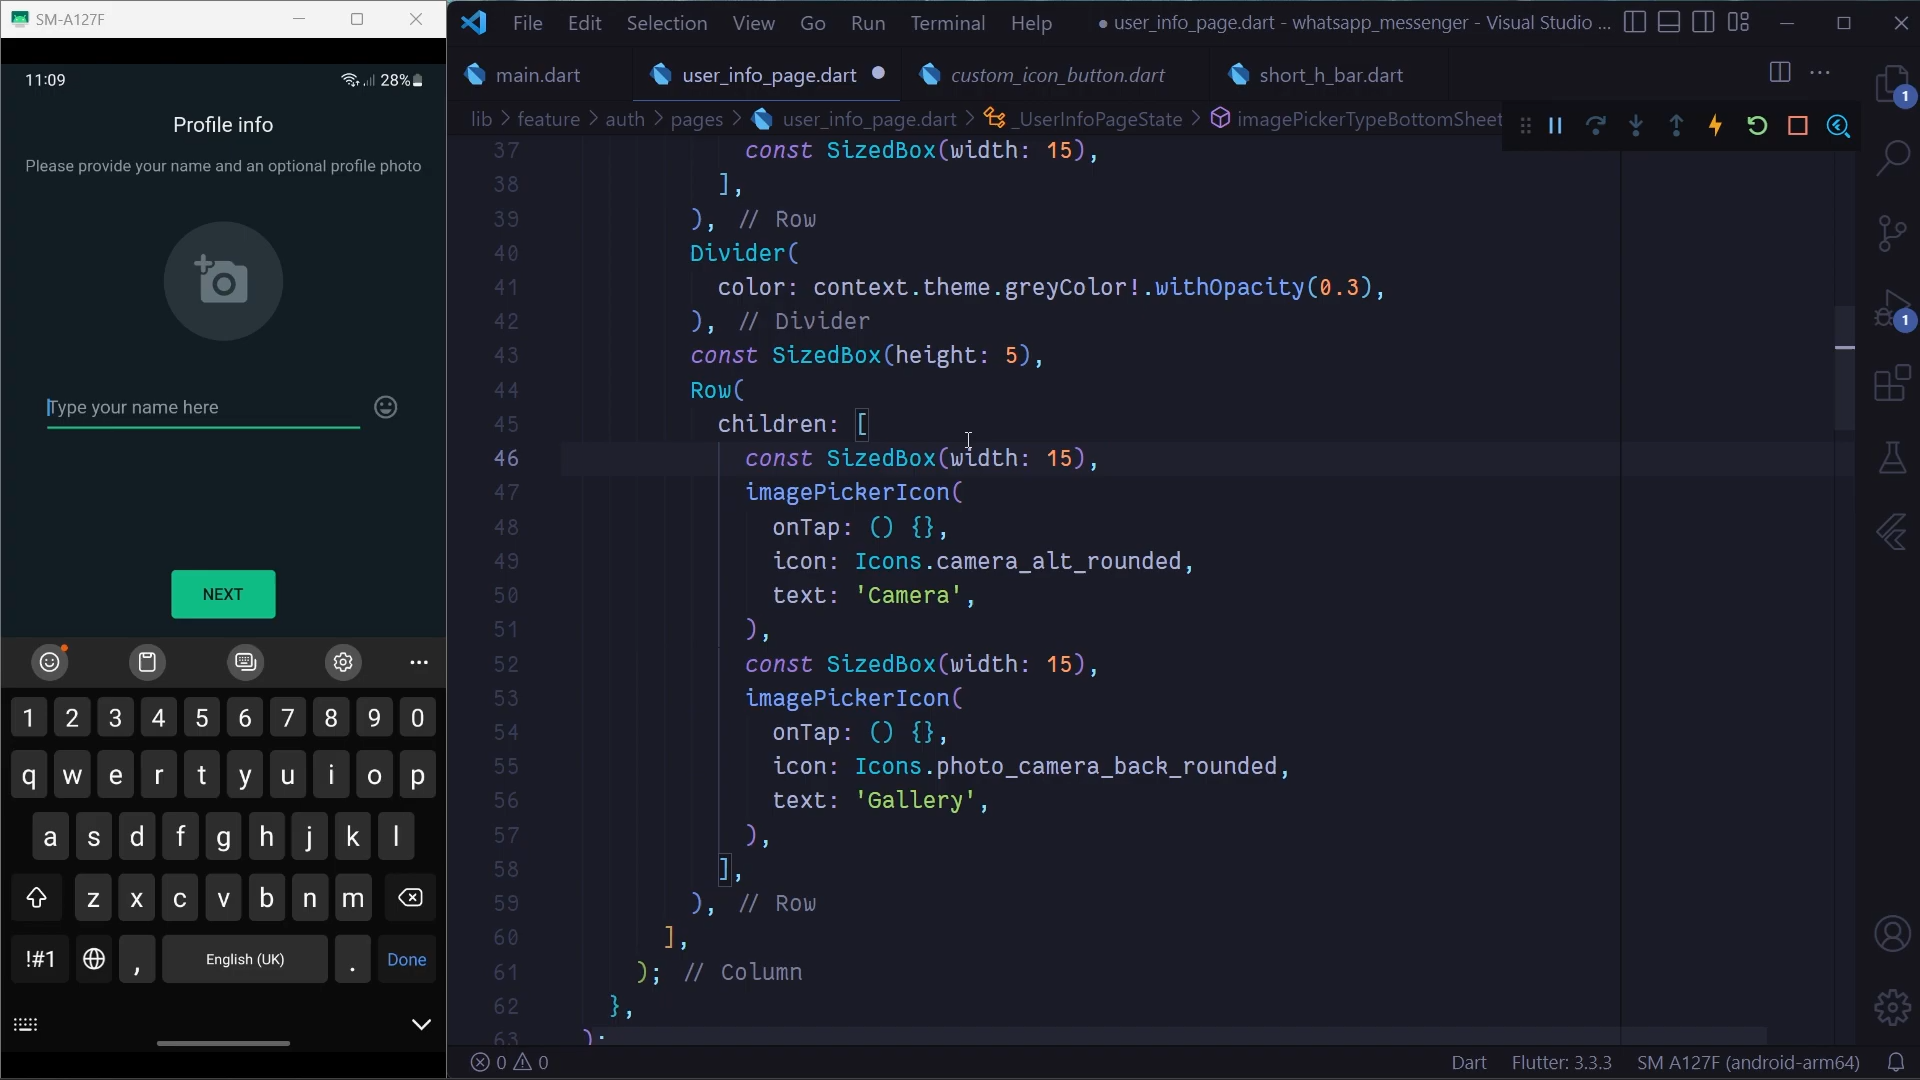 SM-A127F
File Edit Selection View Go Run Terminal Help
● user_info_page.dart - whatsapp_messenger - Visual Studio ...
main.dart
user_info_page.dart
custom_icon_button.dart
short_h_bar.dart
lib > feature > auth > pages > user_info_page.dart > _UserInfoPageState > imagePickerTypeBottomSheet
1
1
11:09
28%
Profile info
Please provide your name and an optional profile photo
Type your name here
NEXT
1 2 3 4 5 6 7 8 9 0
q w e r t y u i o p
a s d f g h j k l
z x c v b n m
!#1 , English (UK) . Done
37 const SizedBox(width: 15),
38 ],
39 ), // Row
40 Divider(
41 color: context.theme.greyColor!.withOpacity(0.3),
42 ), // Divider
43 const SizedBox(height: 5),
44 Row(
45 children: [
46 const SizedBox(width: 15),
47 imagePickerIcon(
48 onTap: () {},
49 icon: Icons.camera_alt_rounded,
50 text: 'Camera',
51 ),
52 const SizedBox(width: 15),
53 imagePickerIcon(
54 onTap: () {},
55 icon: Icons.photo_camera_back_rounded,
56 text: 'Gallery',
57 ),
58 ],
59 ), // Row
60 ],
61 ); // Column
62 },
63 );
0 0
Dart Flutter: 3.3.3 SM A127F (android-arm64)